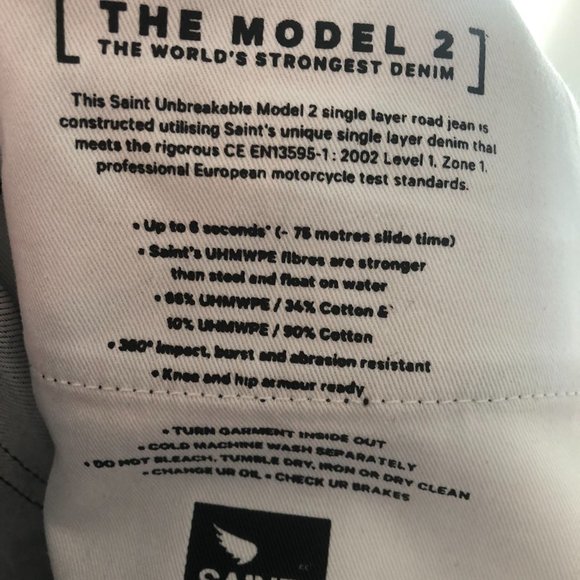 [ THE MODEL 2 ]
THE WORLD'S STRONGEST DENIM
This Saint Unbreakable Model 2 single layer road jean is
constructed utilising Saint's unique single layer denim that
meets the rigorous CE EN13595-1: 2002 Level 1, Zone 1,
professional European motorcycle test standards.
• Up to 6 seconds* (- 75 metres slide time)
• Saint's UHMWPE fibres are stronger
than steel and float on water
• 66% UHMWPE / 34% Cotton &
10% UHMWPE / 90% Cotton
• 360° impact, burst and abrasion resistant
• Knee and hip armour ready
• TURN GARMENT INSIDE OUT
• COLD MACHINE WASH SEPARATELY
• DO NOT BLEACH, TUMBLE DRY, IRON OR DRY CLEAN
• CHANGE UR OIL • CHECK UR BRAKES
SAINT